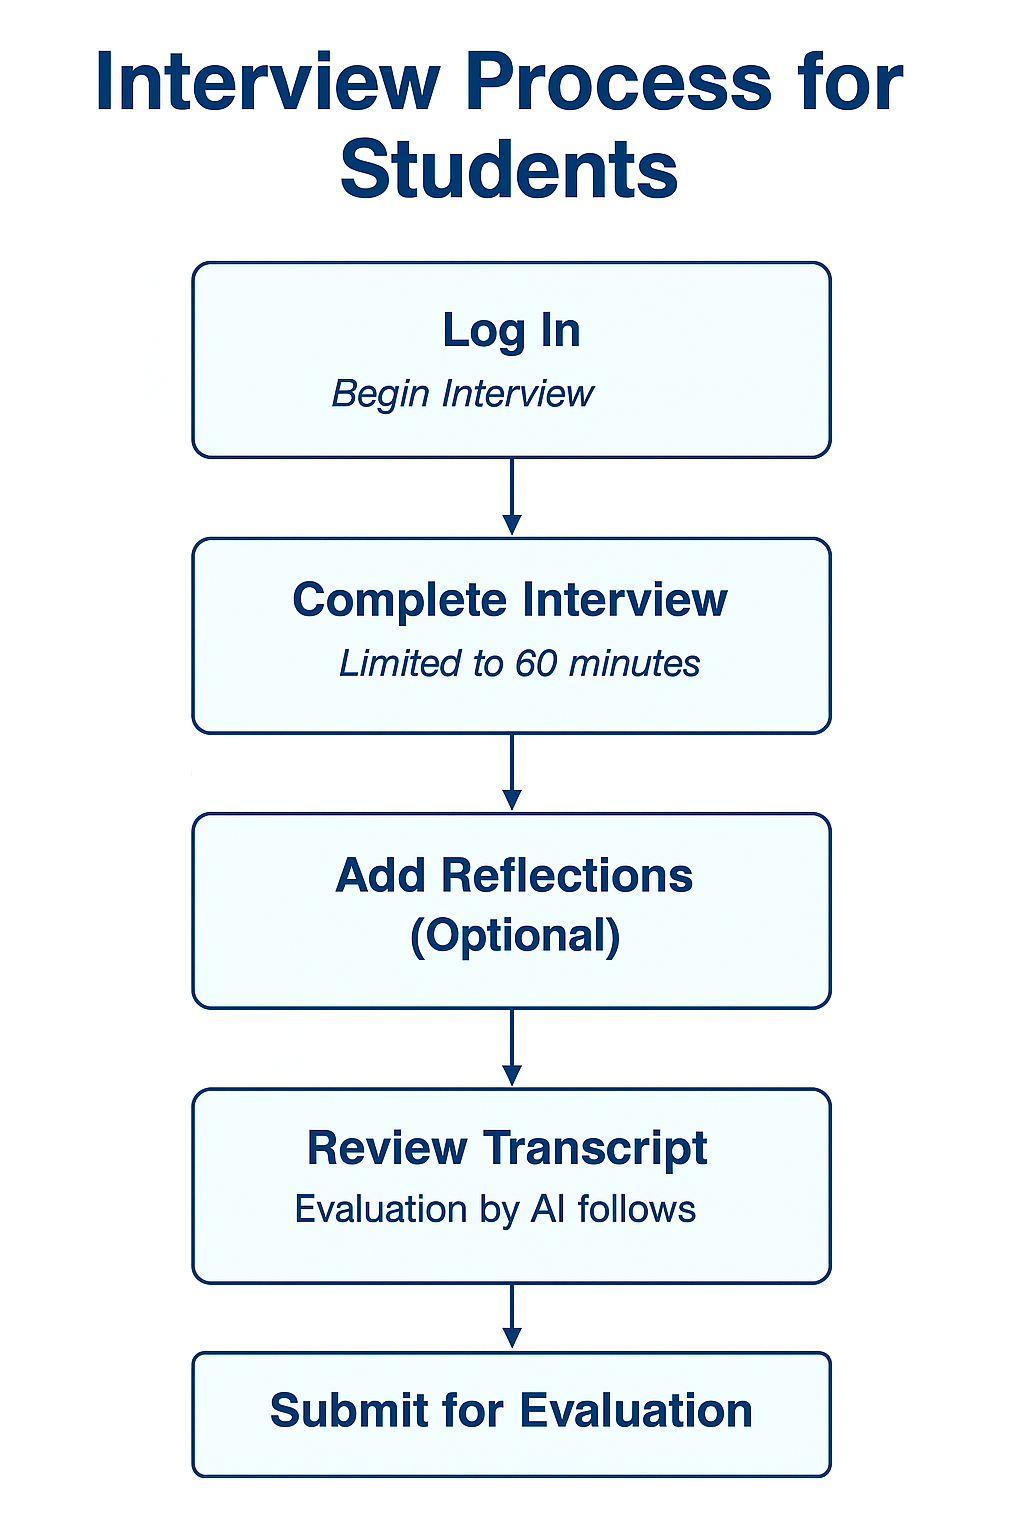 Interview Process for
Students
Log In
Begin Interview
Complete Interview
Limited to 60 minutes
Add Reflections
(Optional)
Review Transcript
Evaluation by AI follows
Submit for Evaluation